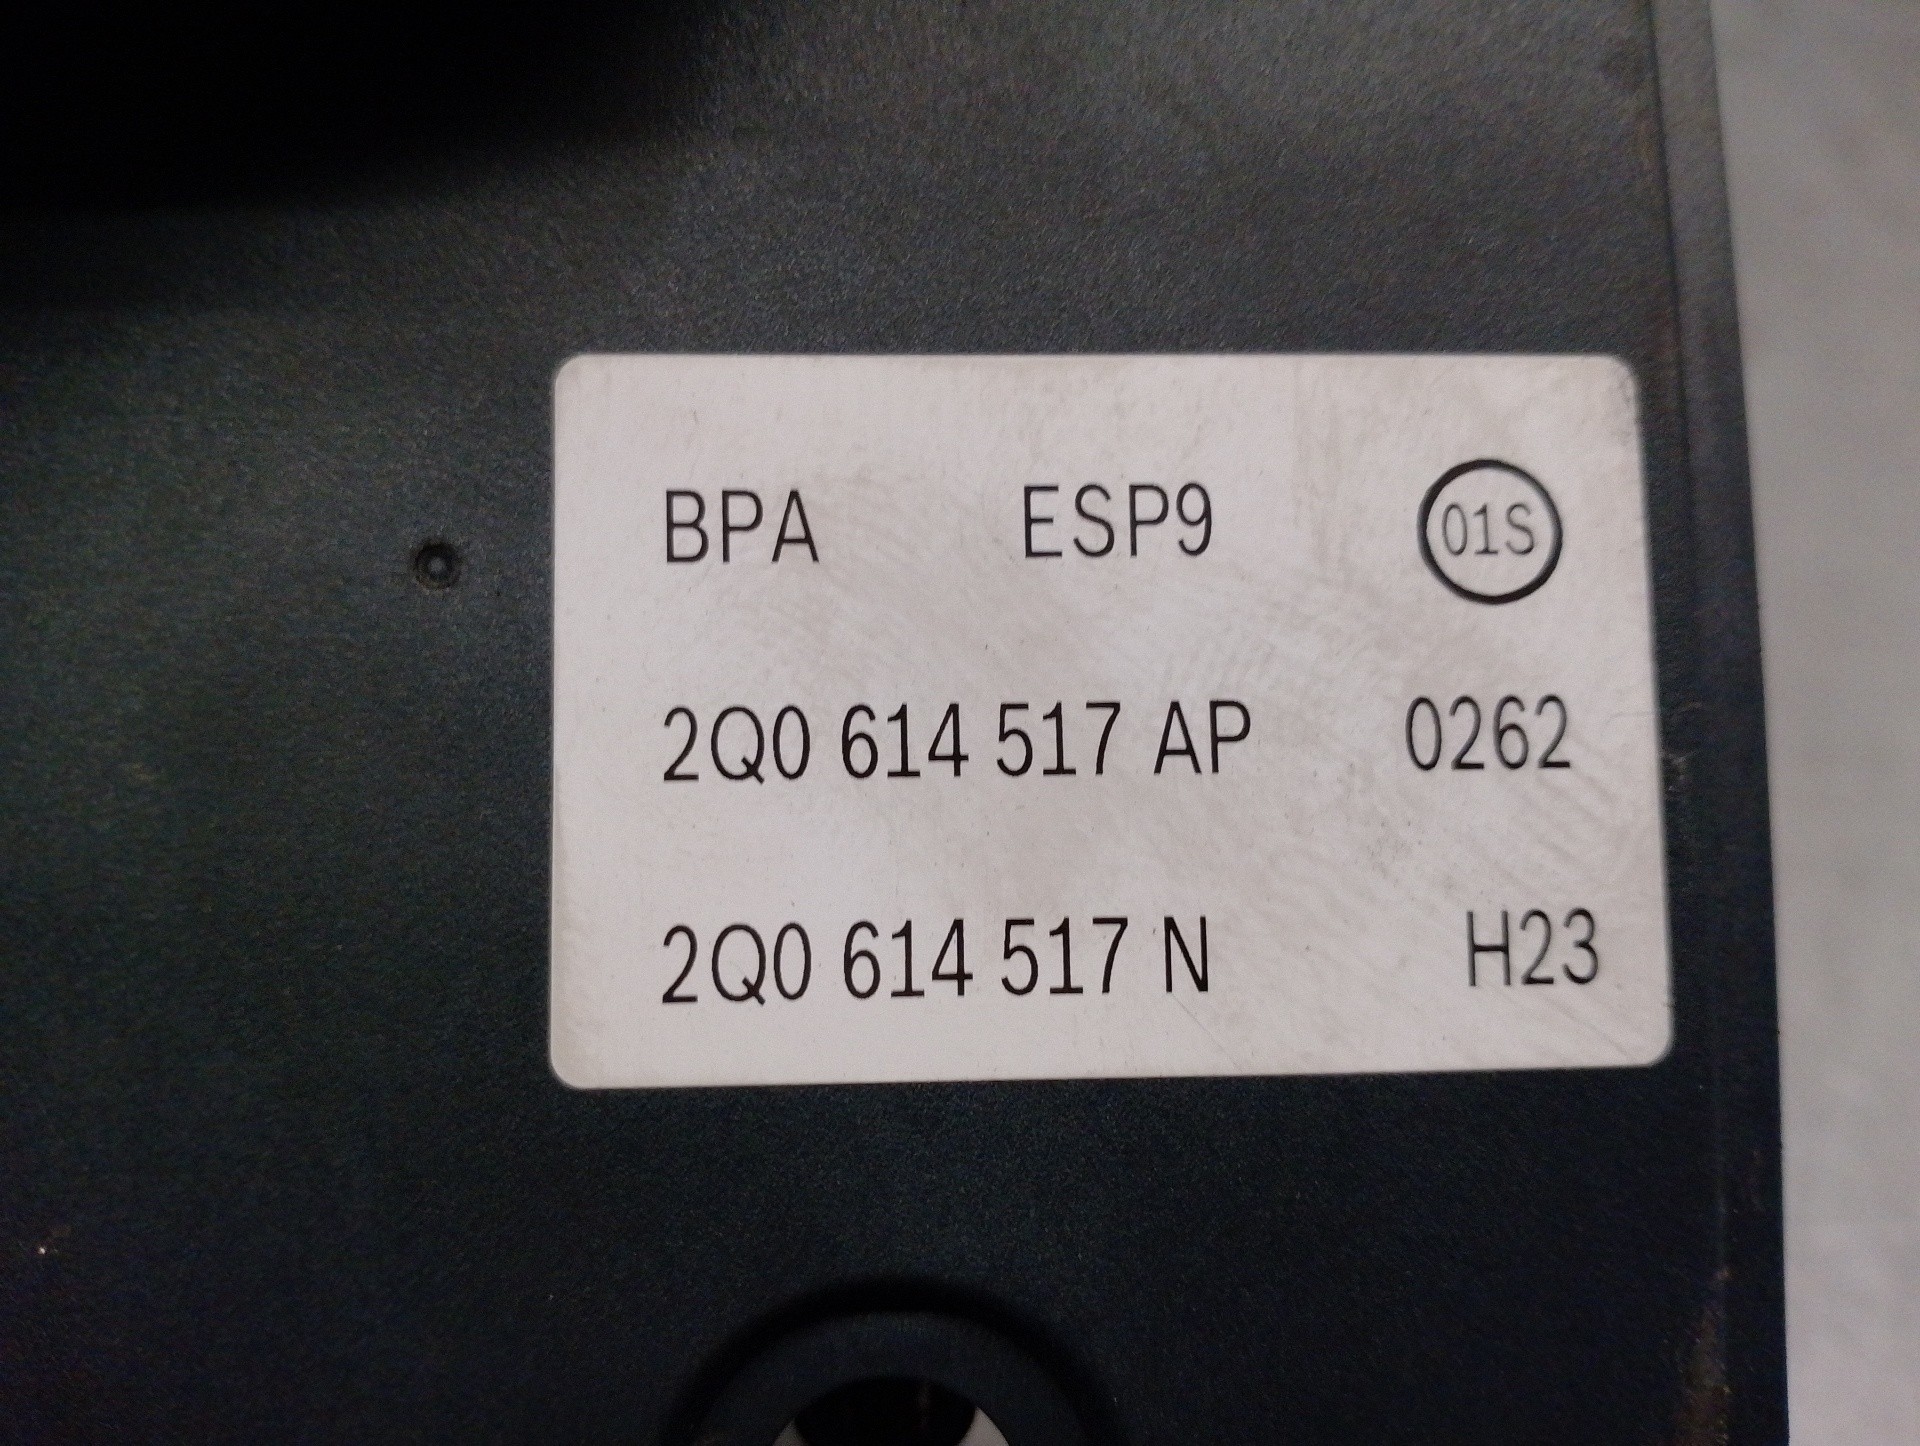 BPA ESP9 01S
2Q0 614 517 AP 0262
2Q0 614 517 N H23